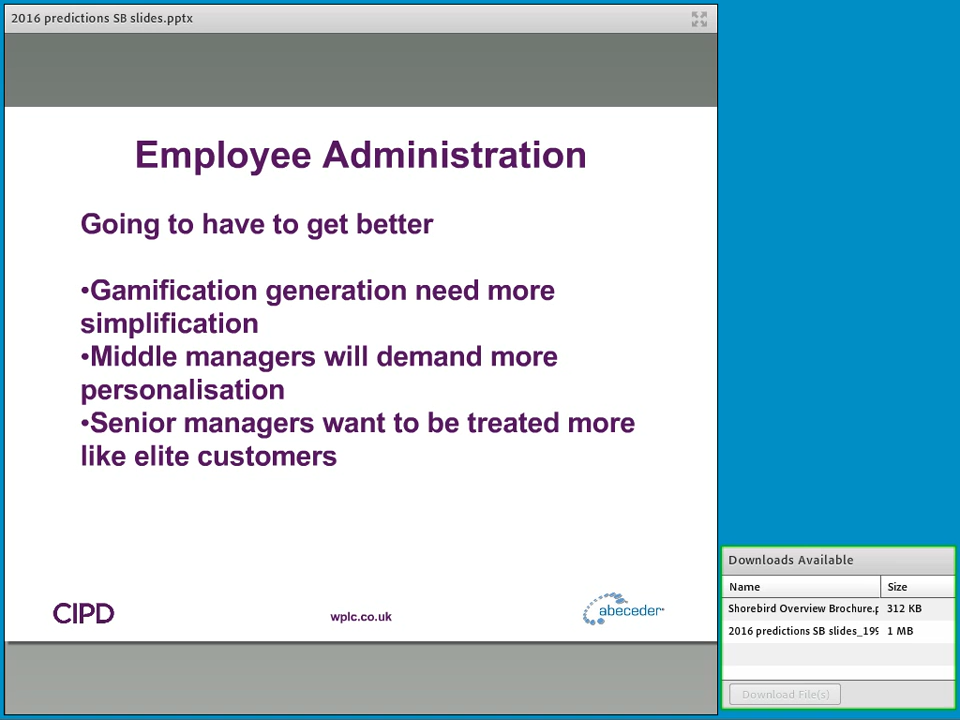 2016 predictions SB slides.pptx
Employee Administration
Going to have to get better
•Gamification generation need more
simplification
•Middle managers will demand more
personalisation
•Senior managers want to be treated more
like elite customers
CIPD
wplc.co.uk
abeceder
Downloads Available
Name Size
Shorebird Overview Brochure.p 312 KB
2016 predictions SB slides_199 1 MB
Download File(s)